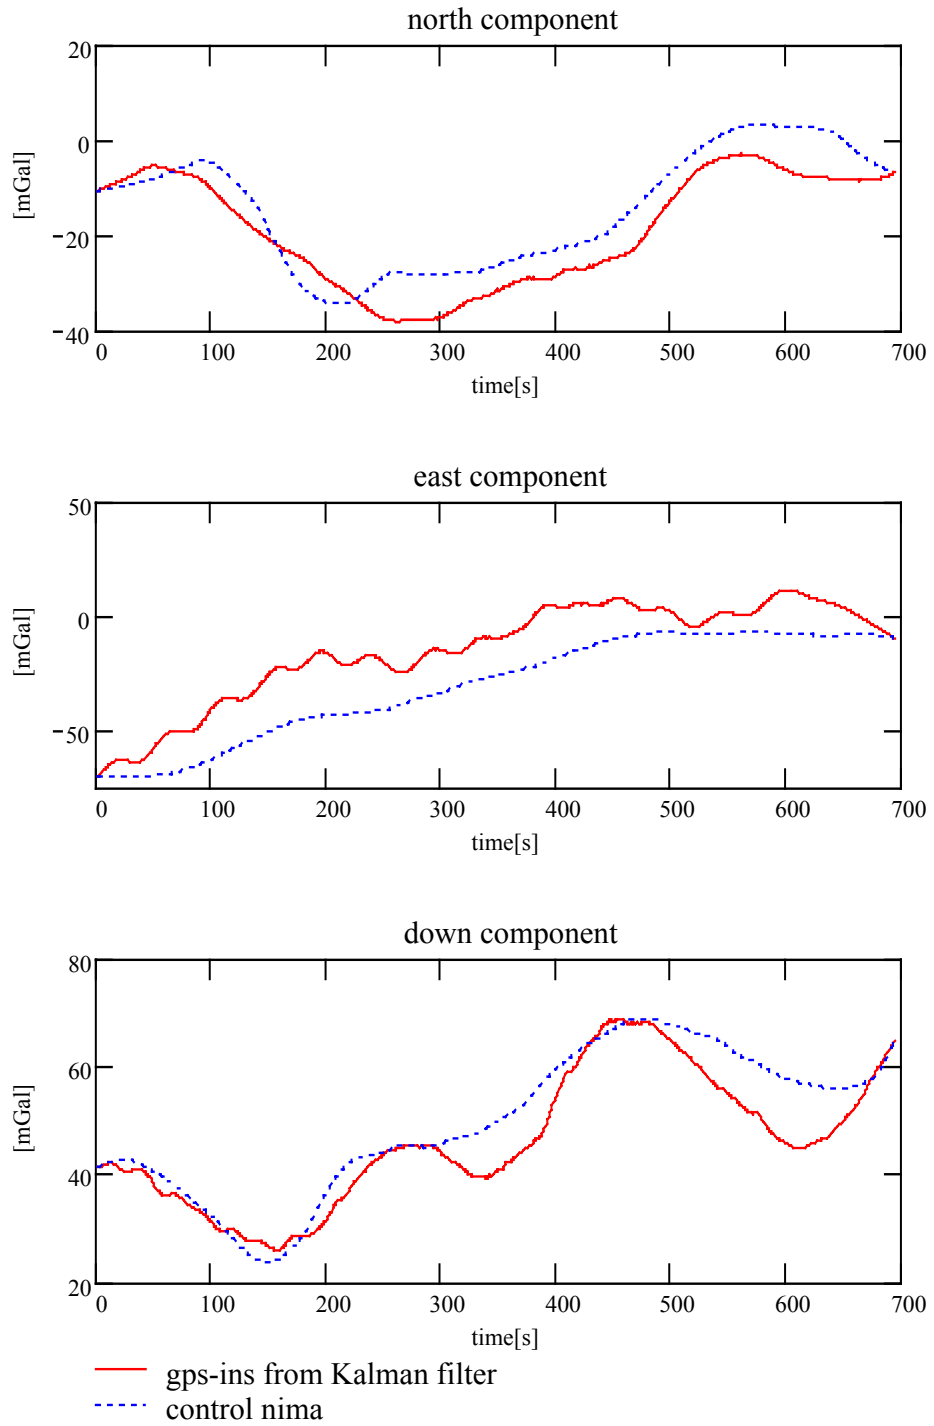 north component
20
0
−20
−40
[mGal]
0 100 200 300 400 500 600 700
time[s]
east component
50
0
−50
[mGal]
0 100 200 300 400 500 600 700
time[s]
down component
80
60
40
20
[mGal]
0 100 200 300 400 500 600 700
time[s]
gps-ins from Kalman filter
control nima